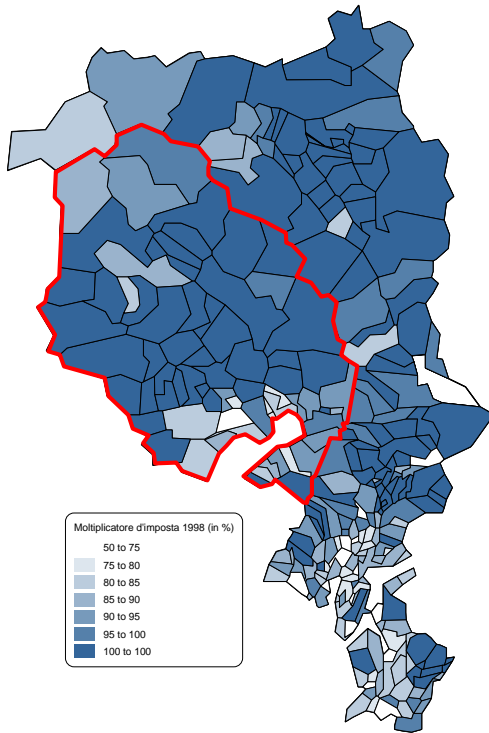 Moltiplicatore d'imposta 1998 (in %)
50 to 75
75 to 80
80 to 85
85 to 90
90 to 95
95 to 100
100 to 100